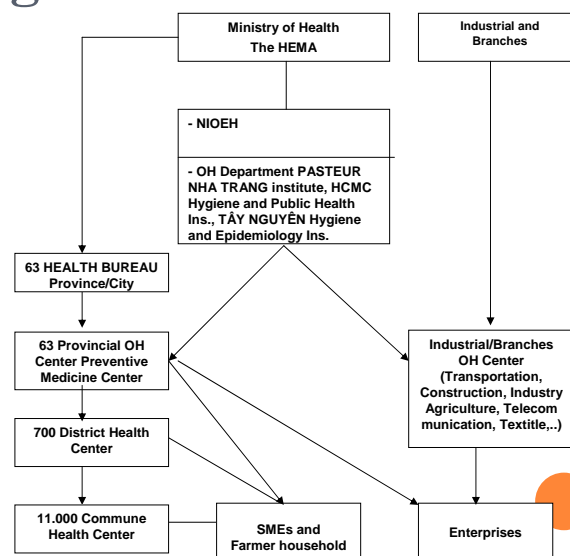 g
Ministry of Health
The HEMA
Industrial and
Branches
- NIOEH
- OH Department PASTEUR
NHA TRANG institute, HCMC
Hygiene and Public Health
Ins., TÂY NGUYÊN Hygiene
and Epidemiology Ins.
63 HEALTH BUREAU
Province/City
63 Provincial OH
Center Preventive
Medicine Center
Industrial/Branches
OH Center
(Transportation,
Construction, Industry
Agriculture, Telecom
munication, Textitle,..)
700 District Health
Center
11.000 Commune
Health Center
SMEs and
Farmer household
Enterprises